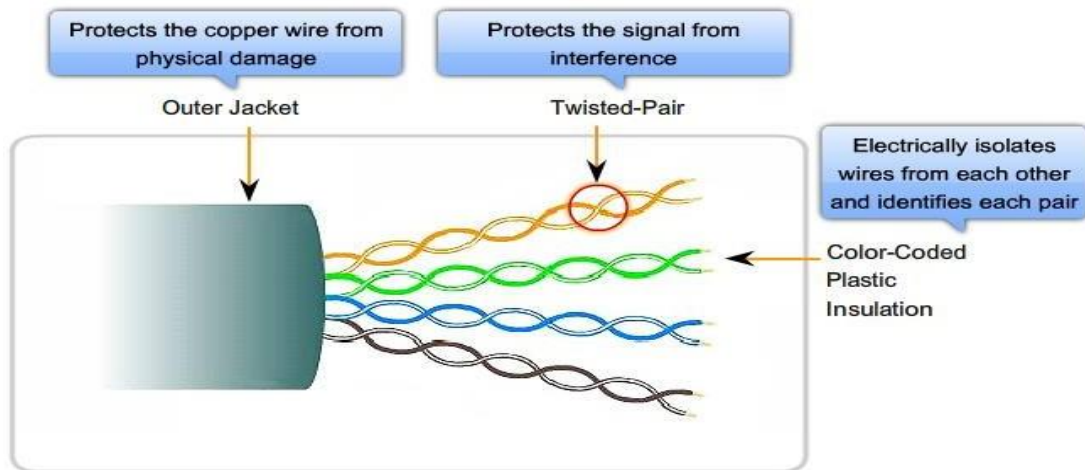 Protects the copper wire from
physical damage
Outer Jacket
Protects the signal from
interference
Twisted-Pair
Electrically isolates
wires from each other
and identifies each pair
Color-Coded
Plastic
Insulation